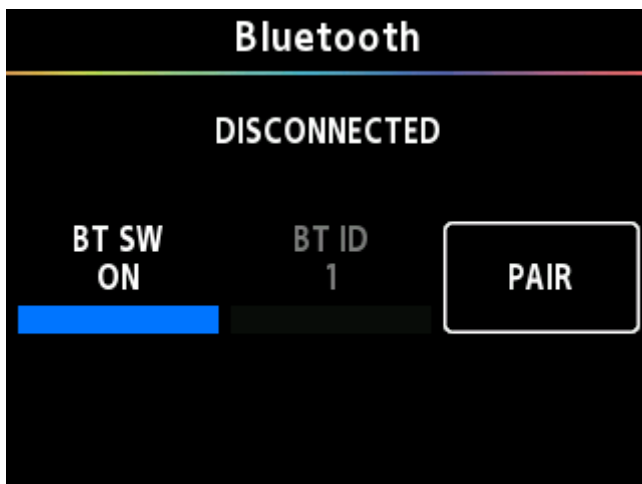 Bluetooth
DISCONNECTED
BT SW
ON
BT ID
1
PAIR